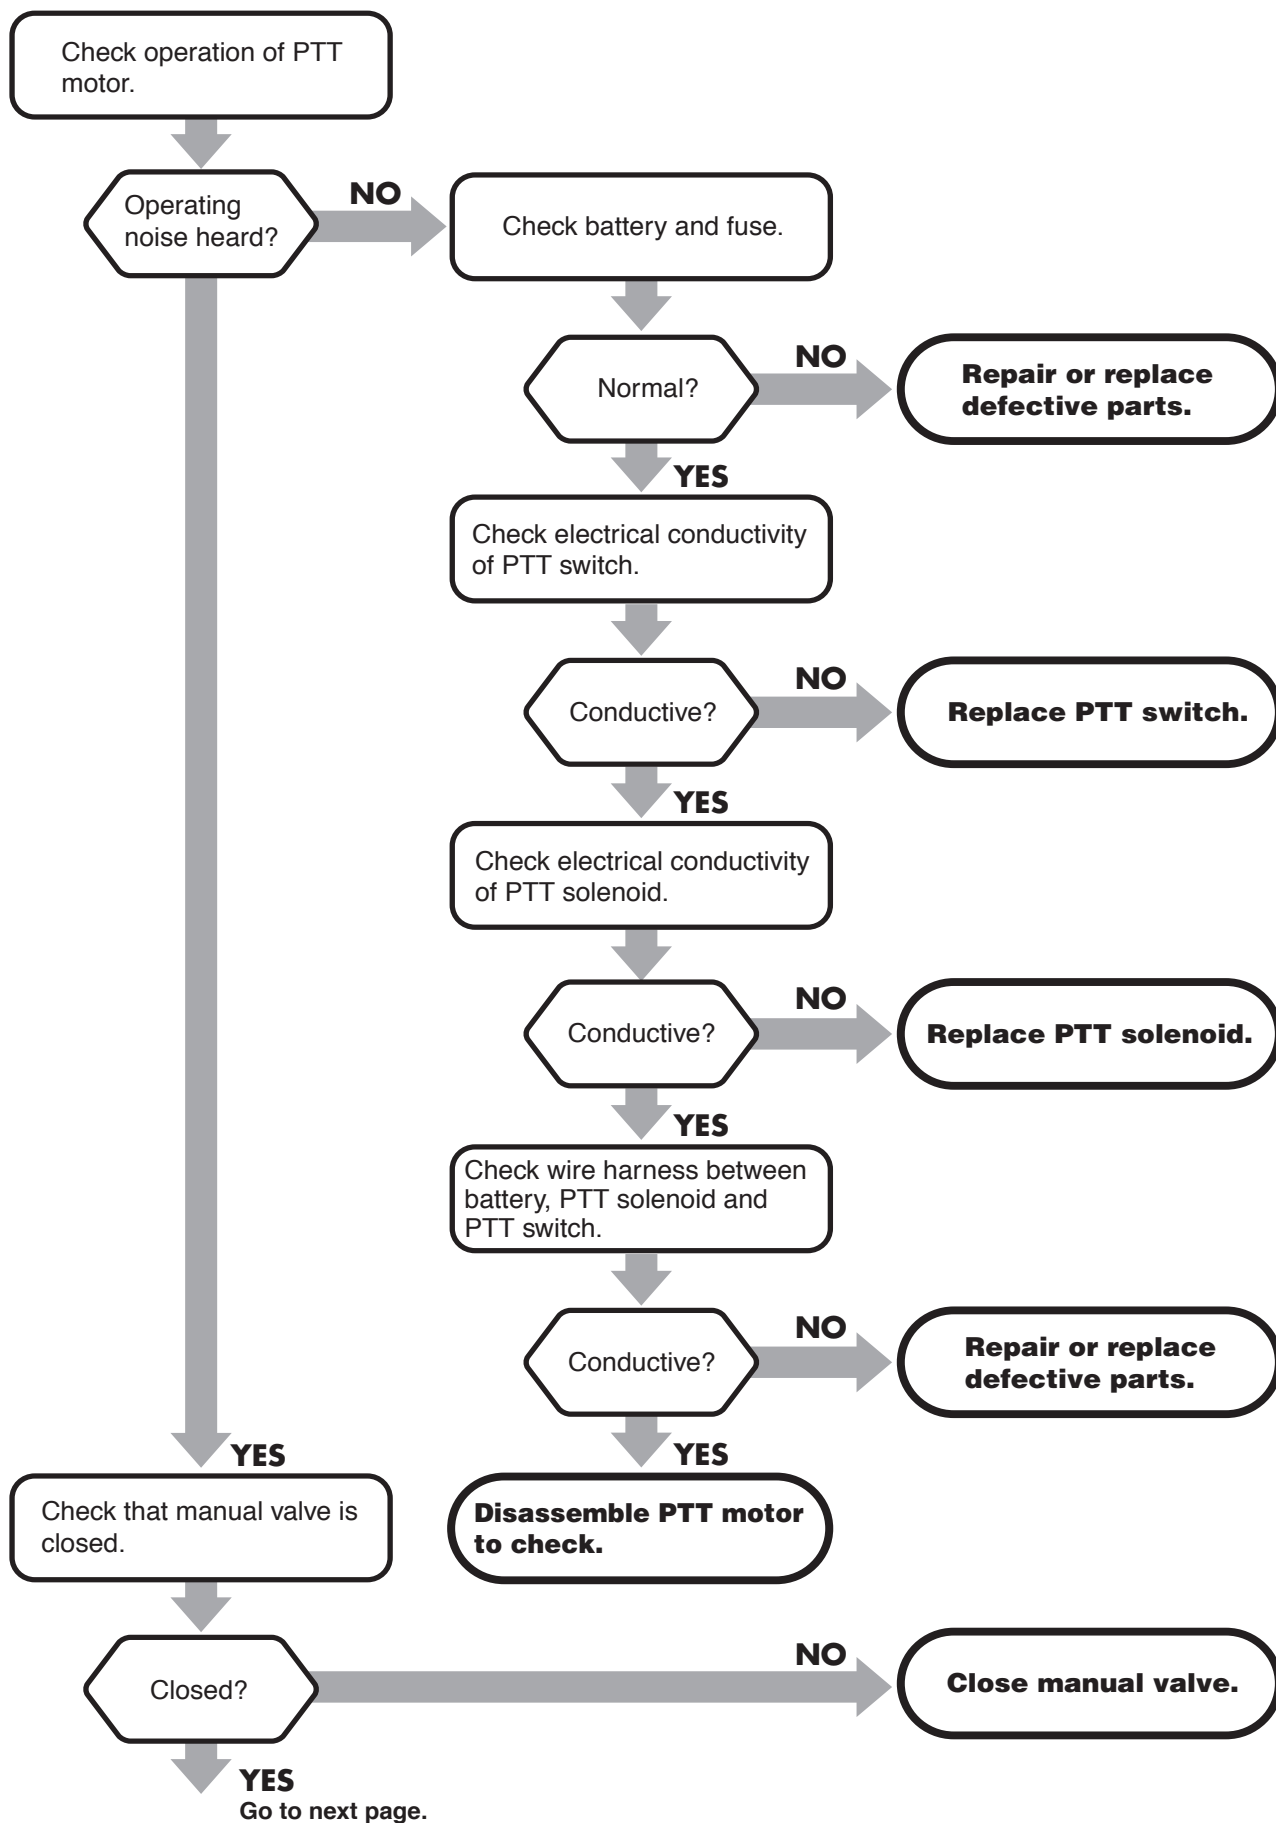 Check operation of PTT
motor.
Operating
noise heard?
NO
Check battery and fuse.
Normal?
NO
Repair or replace
defective parts.
YES
Check electrical conductivity
of PTT switch.
Conductive?
NO
Replace PTT switch.
YES
Check electrical conductivity
of PTT solenoid.
Conductive?
NO
Replace PTT solenoid.
YES
Check wire harness between
battery, PTT solenoid and
PTT switch.
Conductive?
NO
Repair or replace
defective parts.
YES
Disassemble PTT motor
to check.
YES
Check that manual valve is
closed.
Closed?
NO
Close manual valve.
YES
Go to next page.